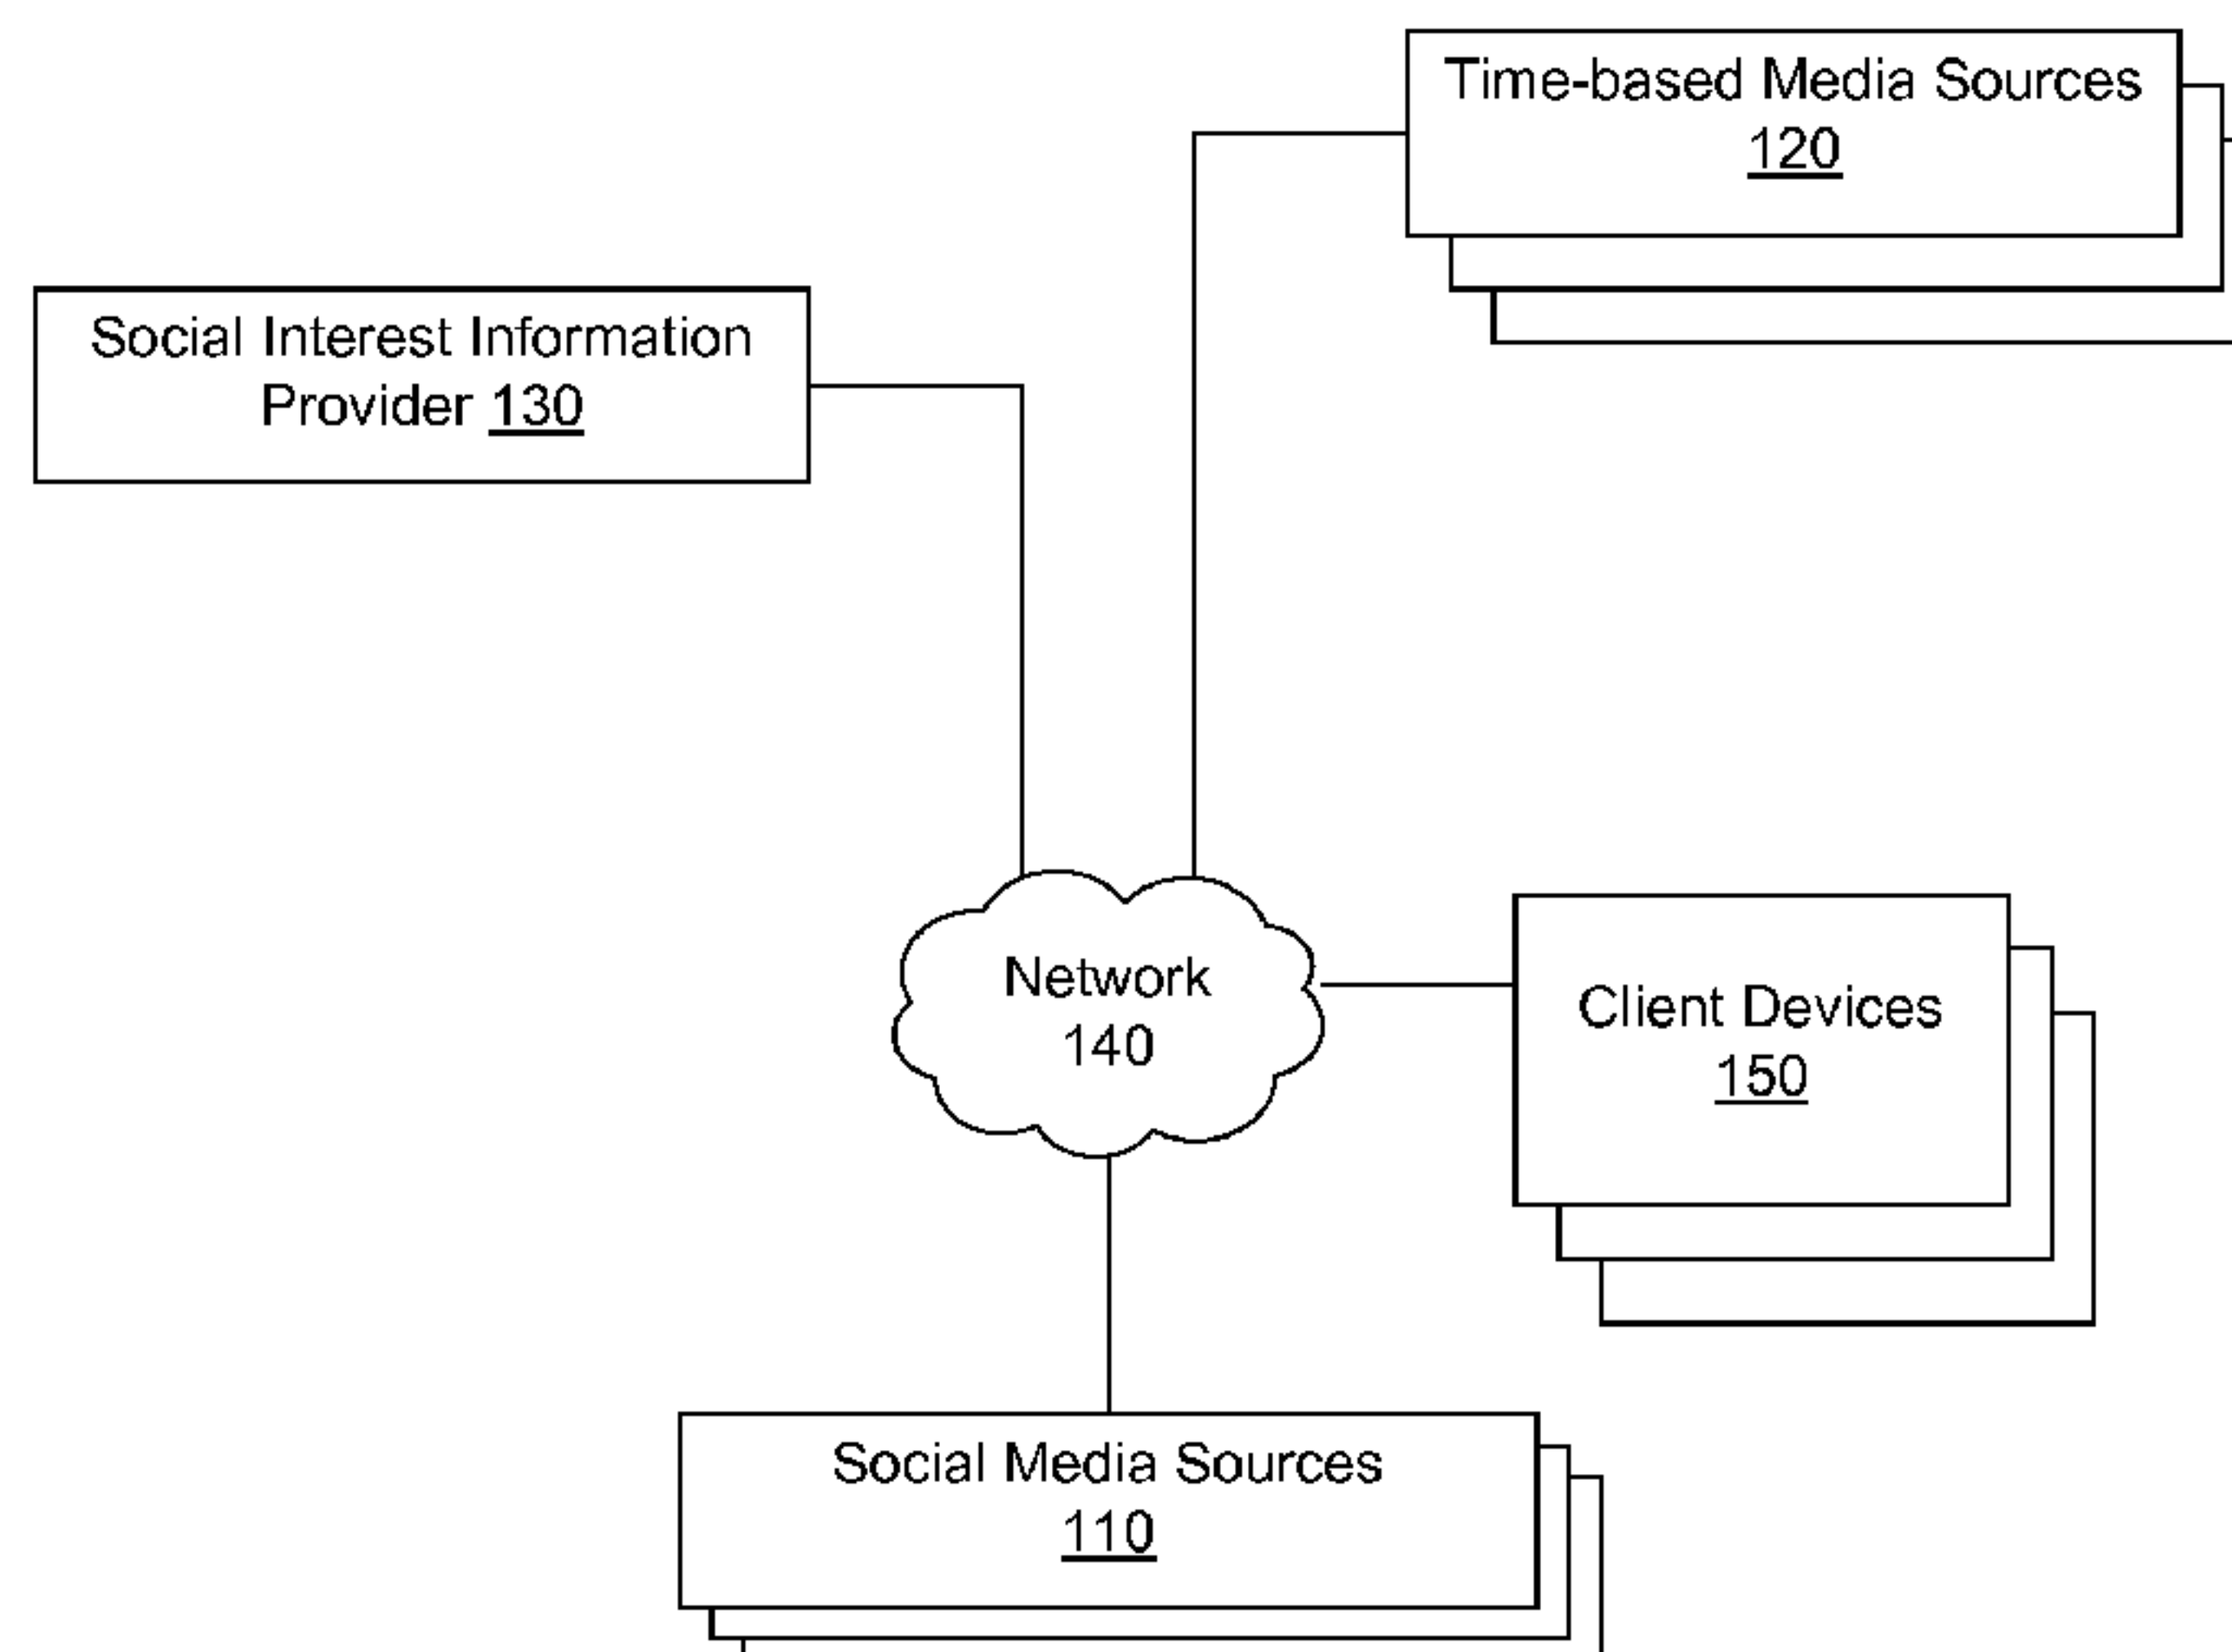 Time-based Media Sources
120
Social Interest Information
Provider 130
Network
140
Client Devices
150
Social Media Sources
110